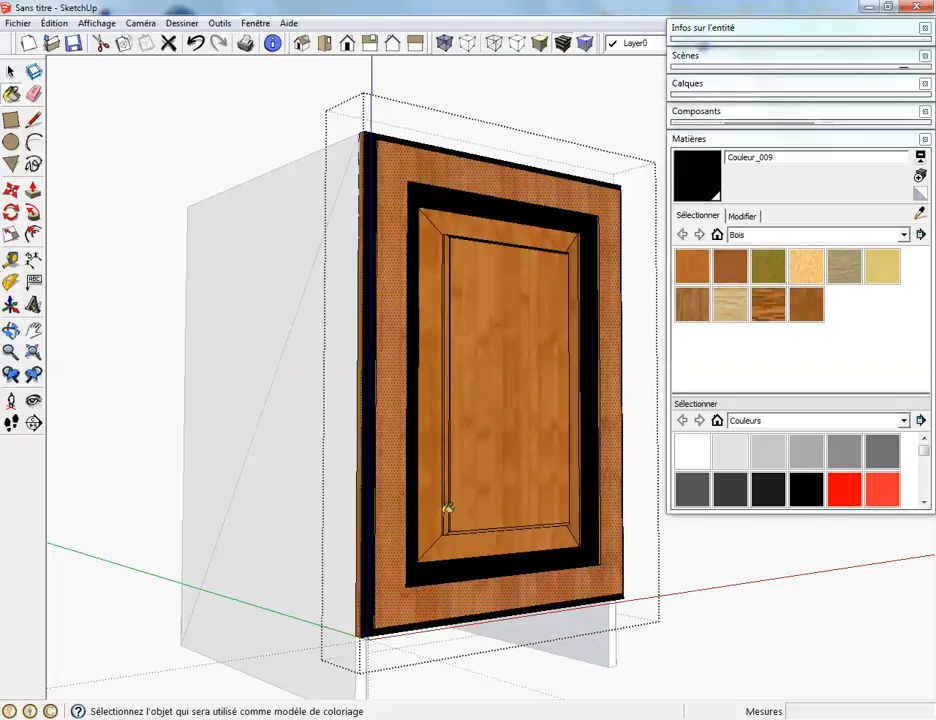 Sans titre - SketchUp
Fichier Édition Affichage Caméra Dessiner Outils Fenêtre Aide
Layer0
Infos sur l'entité
Scènes
Calques
Composants
Matières
Couleur_009
Sélectionner Modifier
Bois
Sélectionner
Couleurs
ABC
Sélectionnez l'objet qui sera utilisé comme modèle de coloriage
Mesures